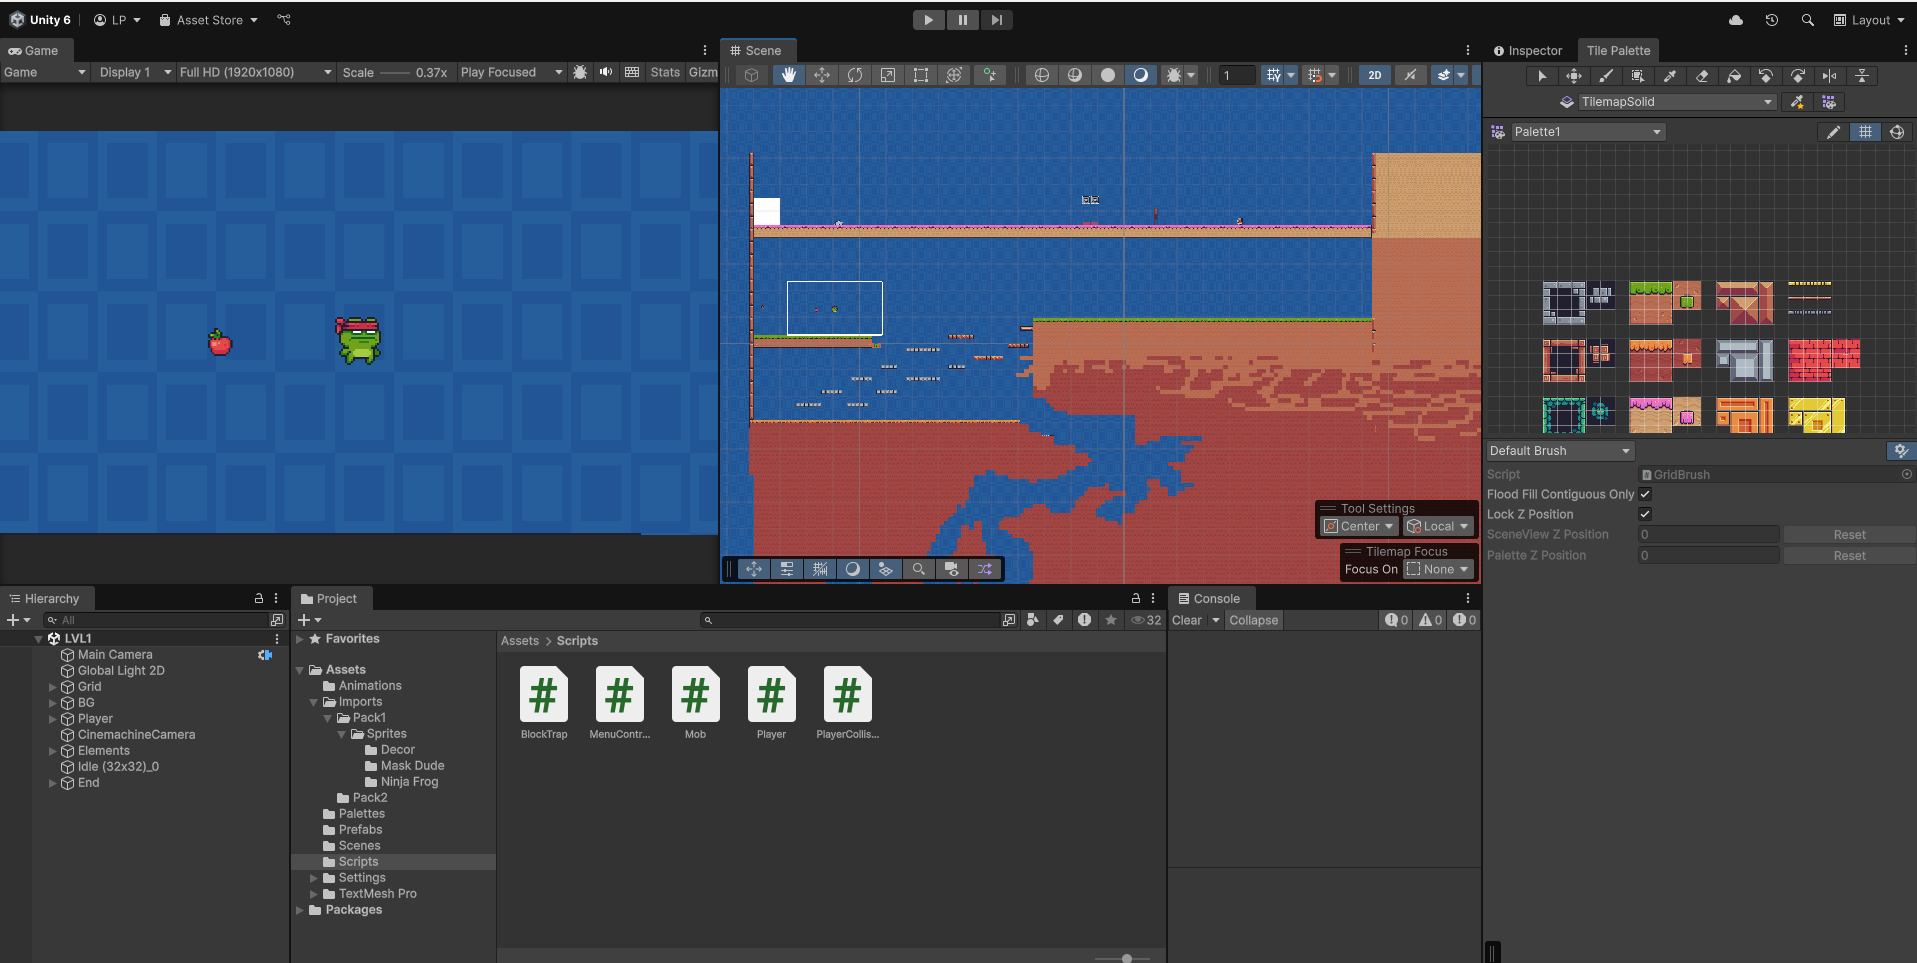 Unity 6
LP
Asset Store
Layout
Game
Scene
Inspector
Tile Palette
Game
Display 1
Full HD (1920x1080)
Scale
0.37x
Play Focused
Stats
Gizm
1
2D
TilemapSolid
Palette1
Tool Settings
Center
Local
Tilemap Focus
Focus On
None
Default Brush
Script
GridBrush
Flood Fill Contiguous Only
Lock Z Position
SceneView Z Position
0
Reset
Palette Z Position
0
Reset
Hierarchy
All
LVL1
Main Camera
Global Light 2D
Grid
BG
Player
CinemachineCamera
Elements
Idle (32x32)_0
End
Project
32
Favorites
Assets
Animations
Imports
Pack1
Sprites
Decor
Mask Dude
Ninja Frog
Pack2
Palettes
Prefabs
Scenes
Scripts
Settings
TextMesh Pro
Packages
Assets > Scripts
BlockTrap
MenuContr...
Mob
Player
PlayerCollis...
Console
Clear
Collapse
0
0
0